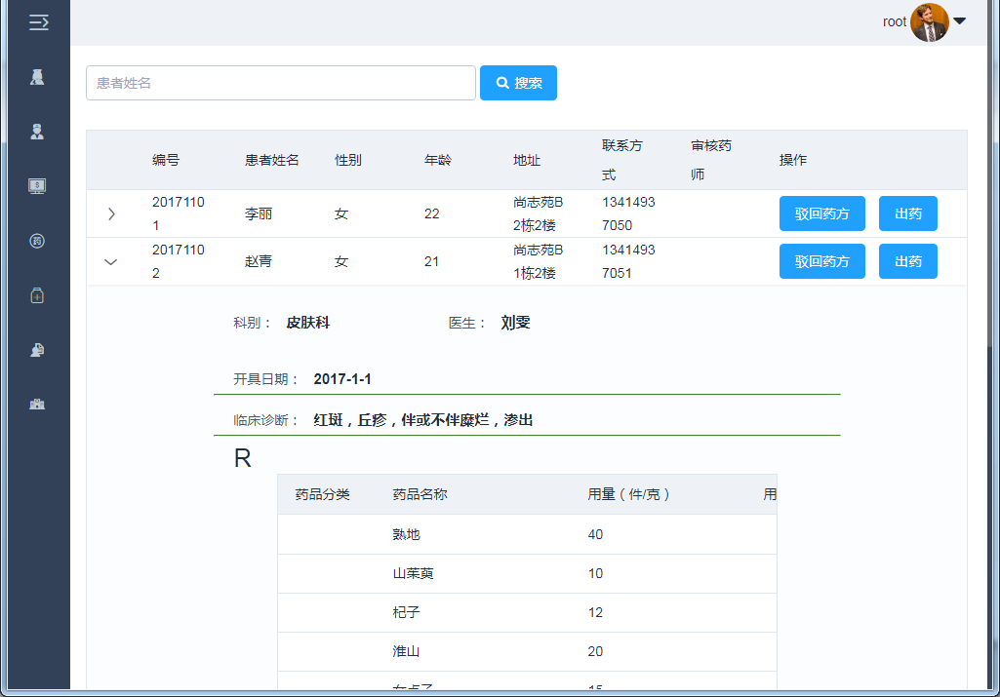 root
患者姓名
搜索
编号 患者姓名 性别 年龄 地址 联系方式 审核药师 操作
20171101 李丽 女 22 尚志苑B2栋2楼 13414937050 驳回药方 出药
20171102 赵青 女 21 尚志苑B1栋2楼 13414937051 驳回药方 出药
科别： 皮肤科 医生： 刘雯
开具日期： 2017-1-1
临床诊断： 红斑，丘疹，伴或不伴糜烂，渗出
R
药品分类 药品名称 用量（件/克） 用
熟地 40
山茱萸 10
杞子 12
淮山 20